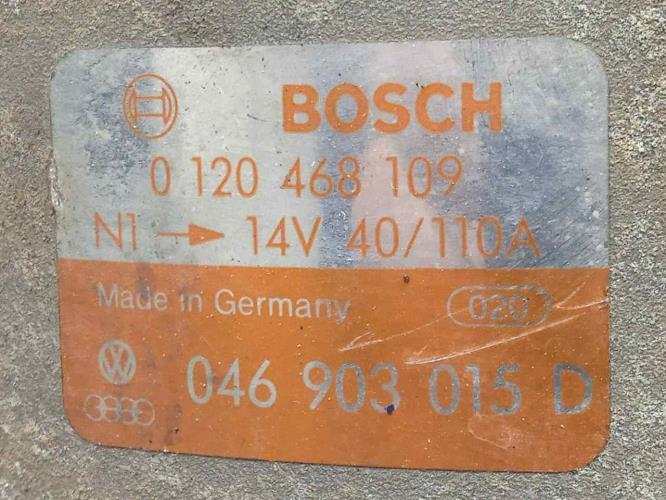 BOSCH
0 120 468 109
N1 → 14V 40/110A
Made in Germany 020
046 903 015 D